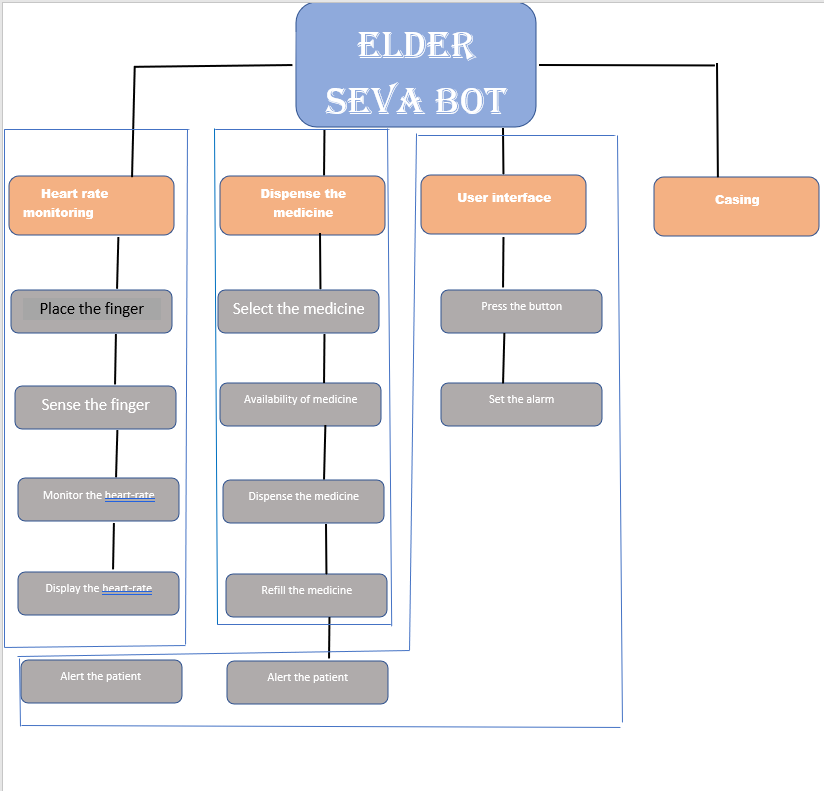 ELDER
SEVA BOT
Heart rate
monitoring
Dispense the
medicine
User interface
Casing
Place the finger
Select the medicine
Press the button
Sense the finger
Availability of medicine
Set the alarm
Monitor the heart-rate
Dispense the medicine
Display the heart-rate
Refill the medicine
Alert the patient
Alert the patient